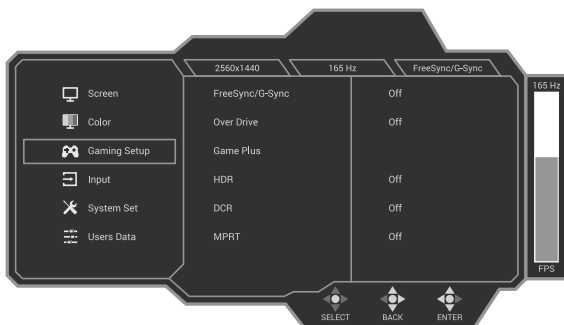 2560x1440 165 Hz FreeSync/G-Sync
165 Hz
Screen FreeSync/G-Sync Off
Color Over Drive Off
Gaming Setup Game Plus
Input HDR Off
System Set DCR Off
Users Data MPRT Off
FPS
SELECT BACK ENTER